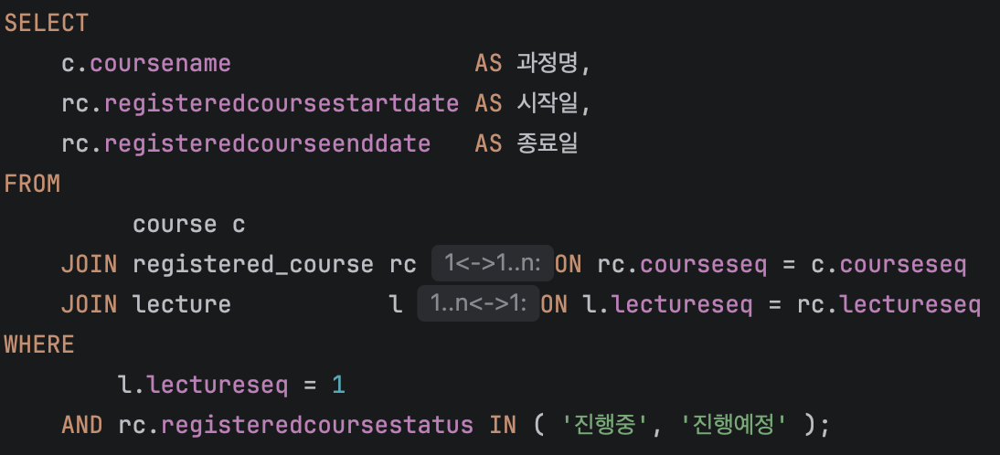 SELECT
    c.coursename                 AS 과정명,
    rc.registeredcoursestartdate AS 시작일,
    rc.registeredcourseenddate   AS 종료일
FROM
         course c
    JOIN registered_course rc 1<->1..n: ON rc.courseseq = c.courseseq
    JOIN lecture           l 1..n<->1: ON l.lectureseq = rc.lectureseq
WHERE
        l.lectureseq = 1
    AND rc.registeredcoursestatus IN ( '진행중', '진행예정' );